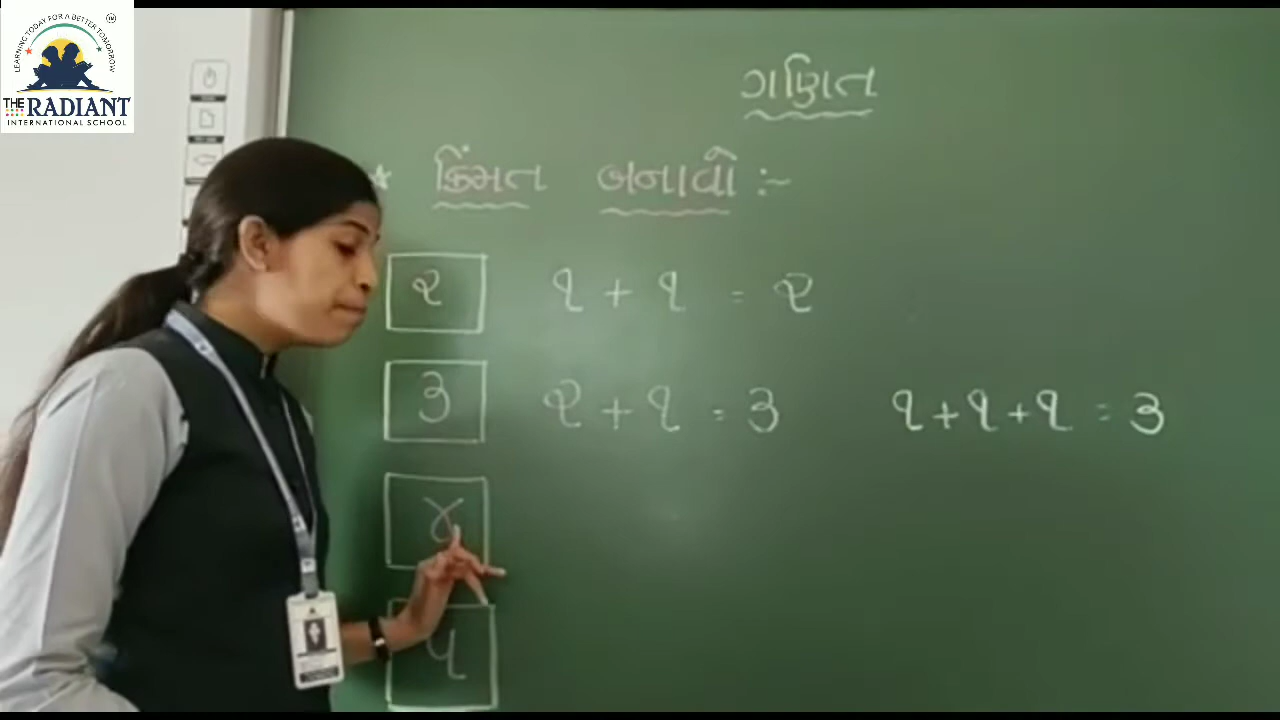 LEARNING TODAY FOR A BETTER TOMORROW
TM
THE RADIANT
INTERNATIONAL SCHOOL
ગણિત
★ કિંમત બનાવો :-
૨ ૧ + ૧ = ૨
૩ ૨ + ૧ = ૩ ૧ + ૧ + ૧ = ૩
૪
૫